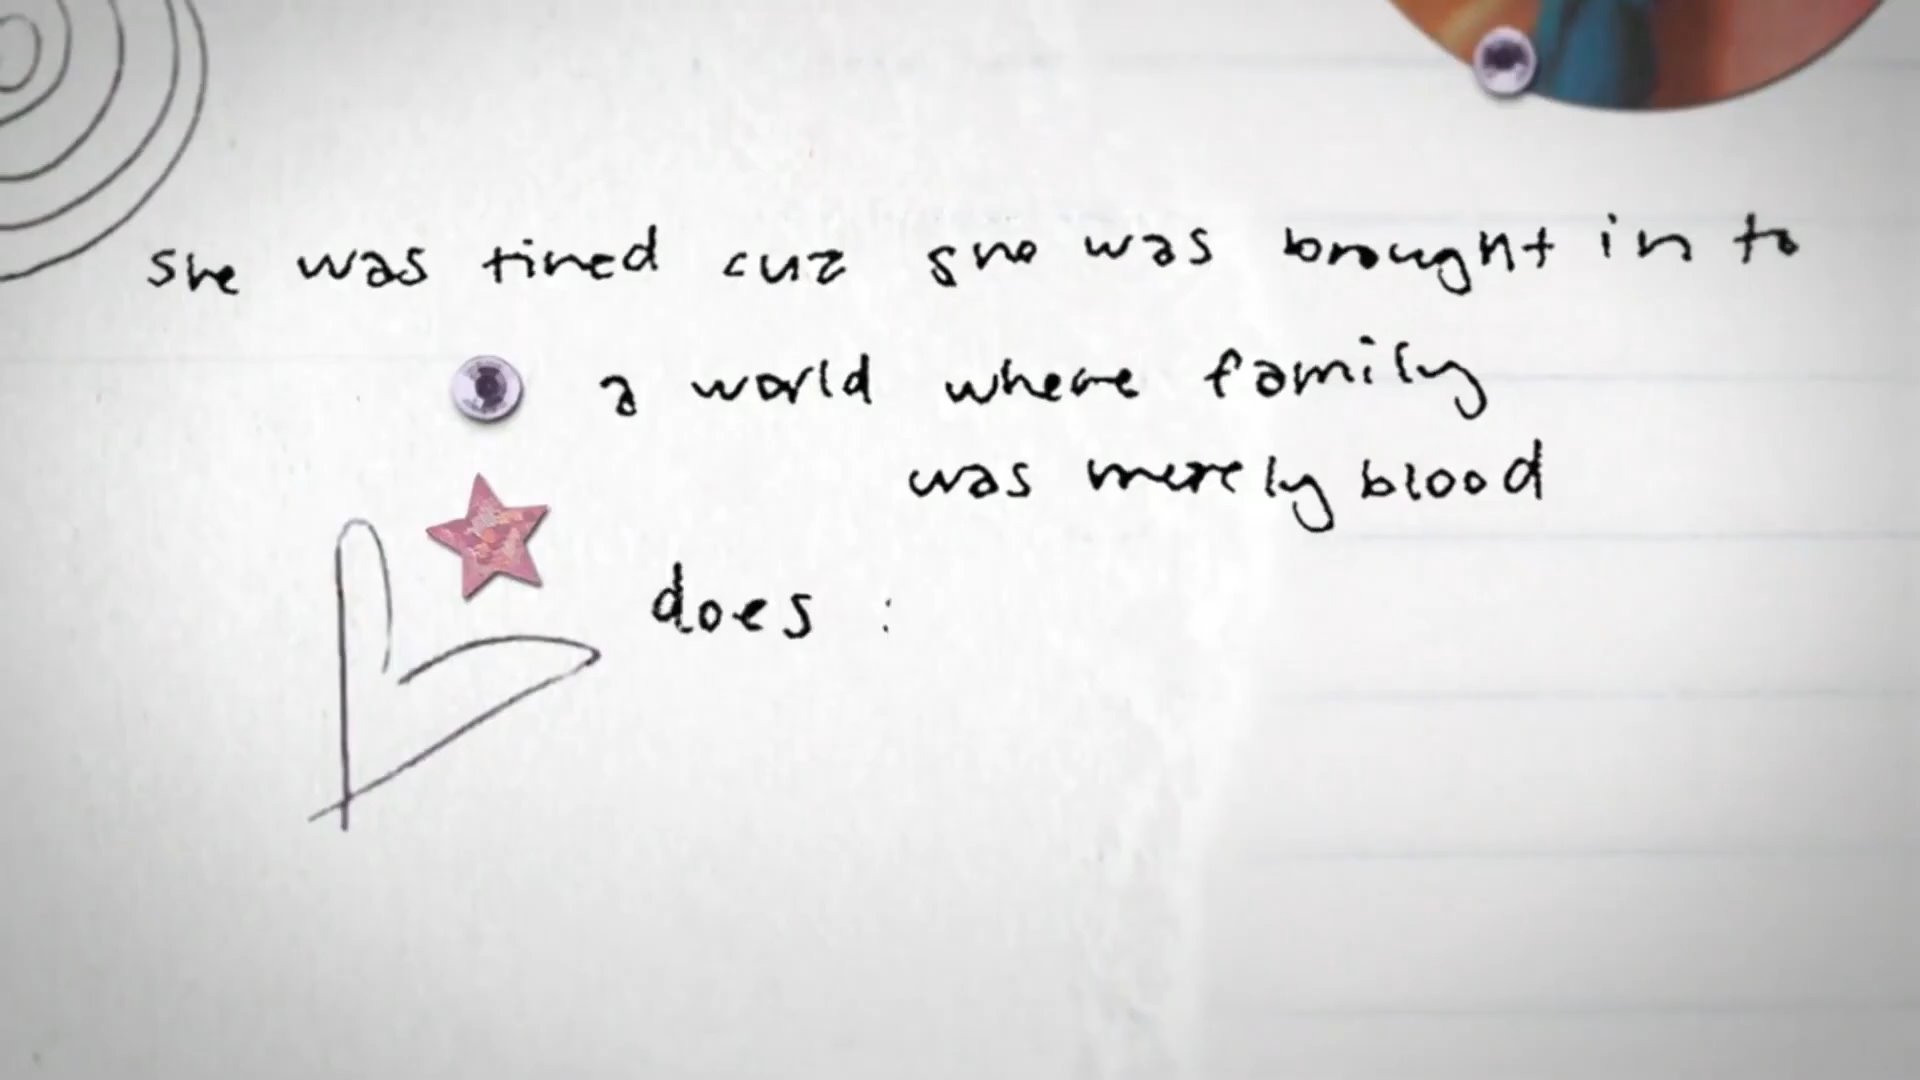 she was tired cuz she was brought in to
a world where family
was merely blood
does :